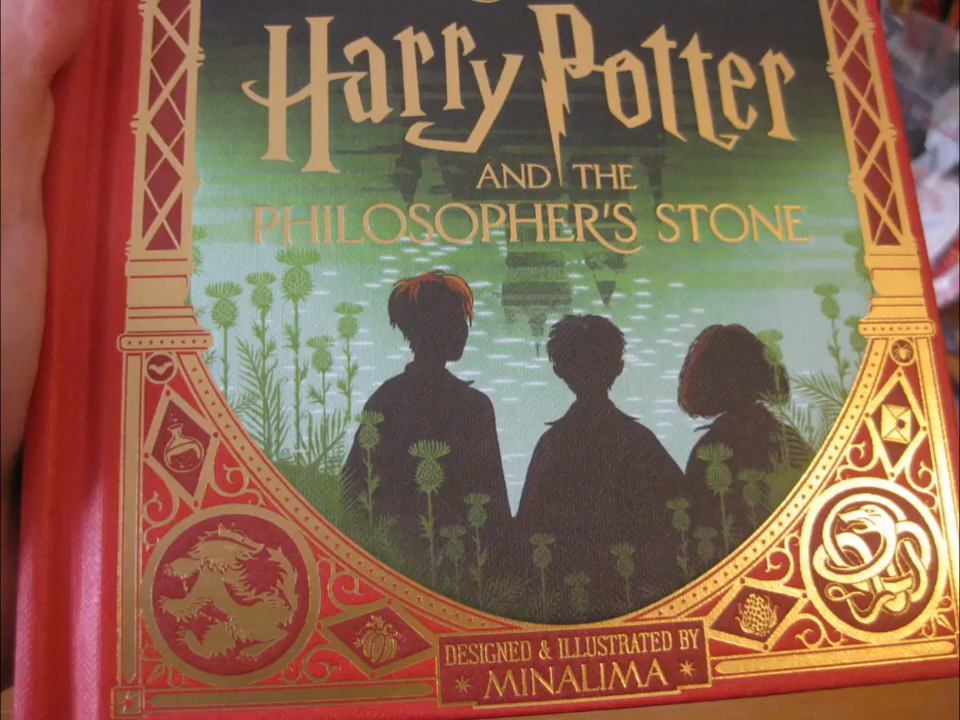 Harry Potter
AND THE
PHILOSOPHER'S STONE
DESIGNED & ILLUSTRATED BY
MINALIMA